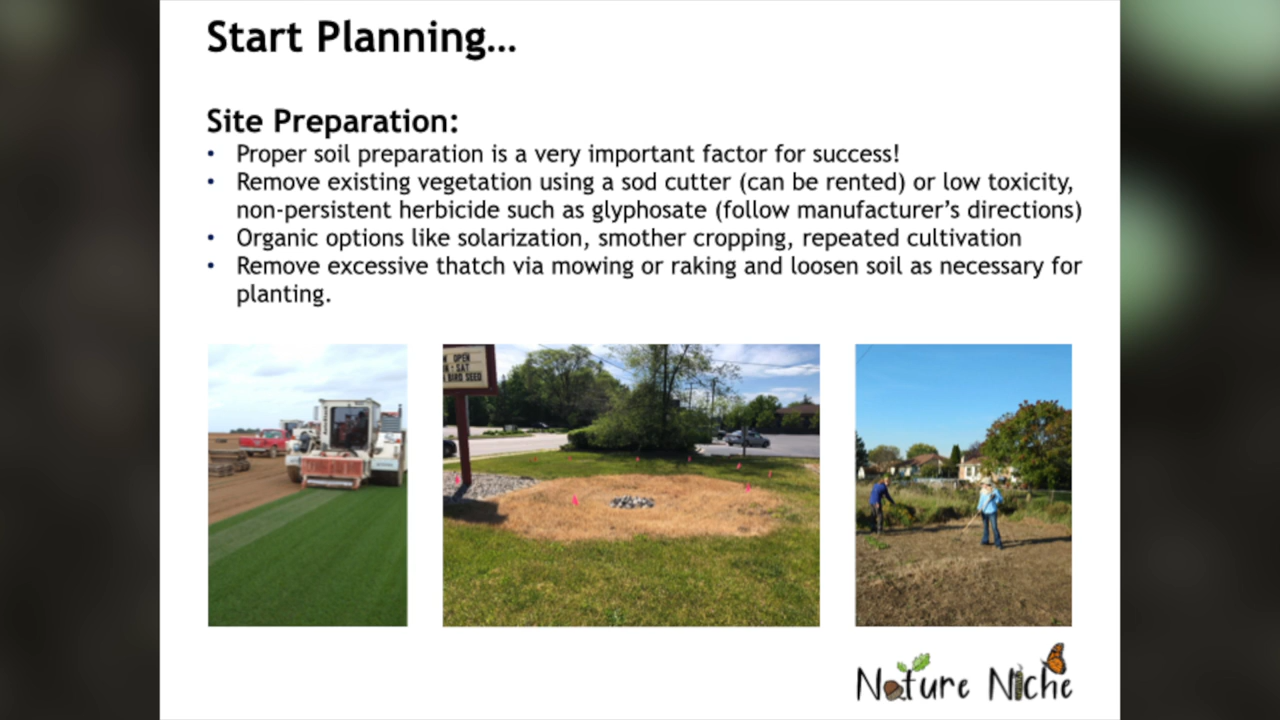 Start Planning...
Site Preparation:
• Proper soil preparation is a very important factor for success!
• Remove existing vegetation using a sod cutter (can be rented) or low toxicity,
non-persistent herbicide such as glyphosate (follow manufacturer's directions)
• Organic options like solarization, smother cropping, repeated cultivation
• Remove excessive thatch via mowing or raking and loosen soil as necessary for
planting.
OPEN
SAT
BIRD SEED
Nature Niche